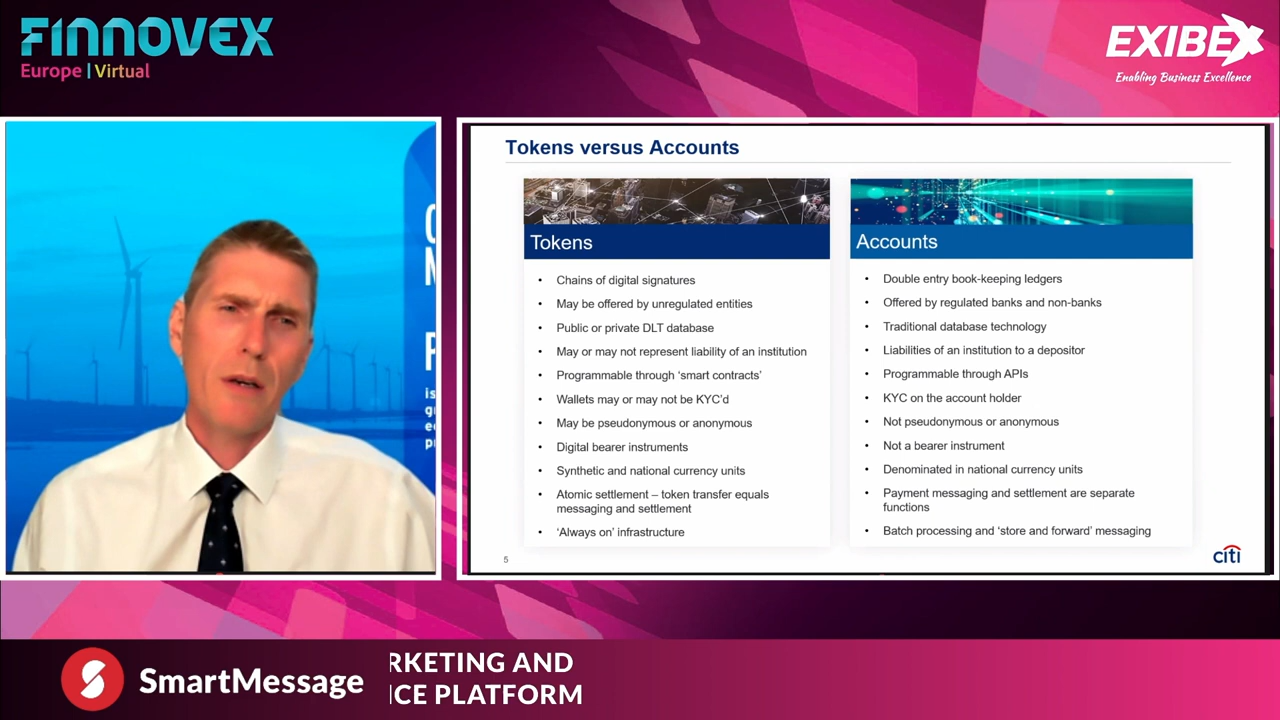 FINNOVEX
Europe | Virtual
EXIBEX
Enabling Business Excellence
is
Tokens versus Accounts
Tokens
• Chains of digital signatures
• May be offered by unregulated entities
• Public or private DLT database
• May or may not represent liability of an institution
• Programmable through ‘smart contracts’
• Wallets may or may not be KYC’d
• May be pseudonymous or anonymous
• Digital bearer instruments
• Synthetic and national currency units
• Atomic settlement – token transfer equals
messaging and settlement
• ‘Always on’ infrastructure
Accounts
• Double entry book-keeping ledgers
• Offered by regulated banks and non-banks
• Traditional database technology
• Liabilities of an institution to a depositor
• Programmable through APIs
• KYC on the account holder
• Not pseudonymous or anonymous
• Not a bearer instrument
• Denominated in national currency units
• Payment messaging and settlement are separate
functions
• Batch processing and ‘store and forward’ messaging
5
citi
SmartMessage
RKETING AND
ICE PLATFORM